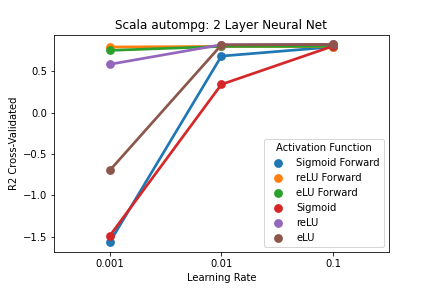 Scala autompg: 2 Layer Neural Net
R2 Cross-Validated
0.5
0.0
−0.5
−1.0
−1.5
Activation Function
Sigmoid Forward
reLU Forward
eLU Forward
Sigmoid
reLU
eLU
0.001
0.01
0.1
Learning Rate